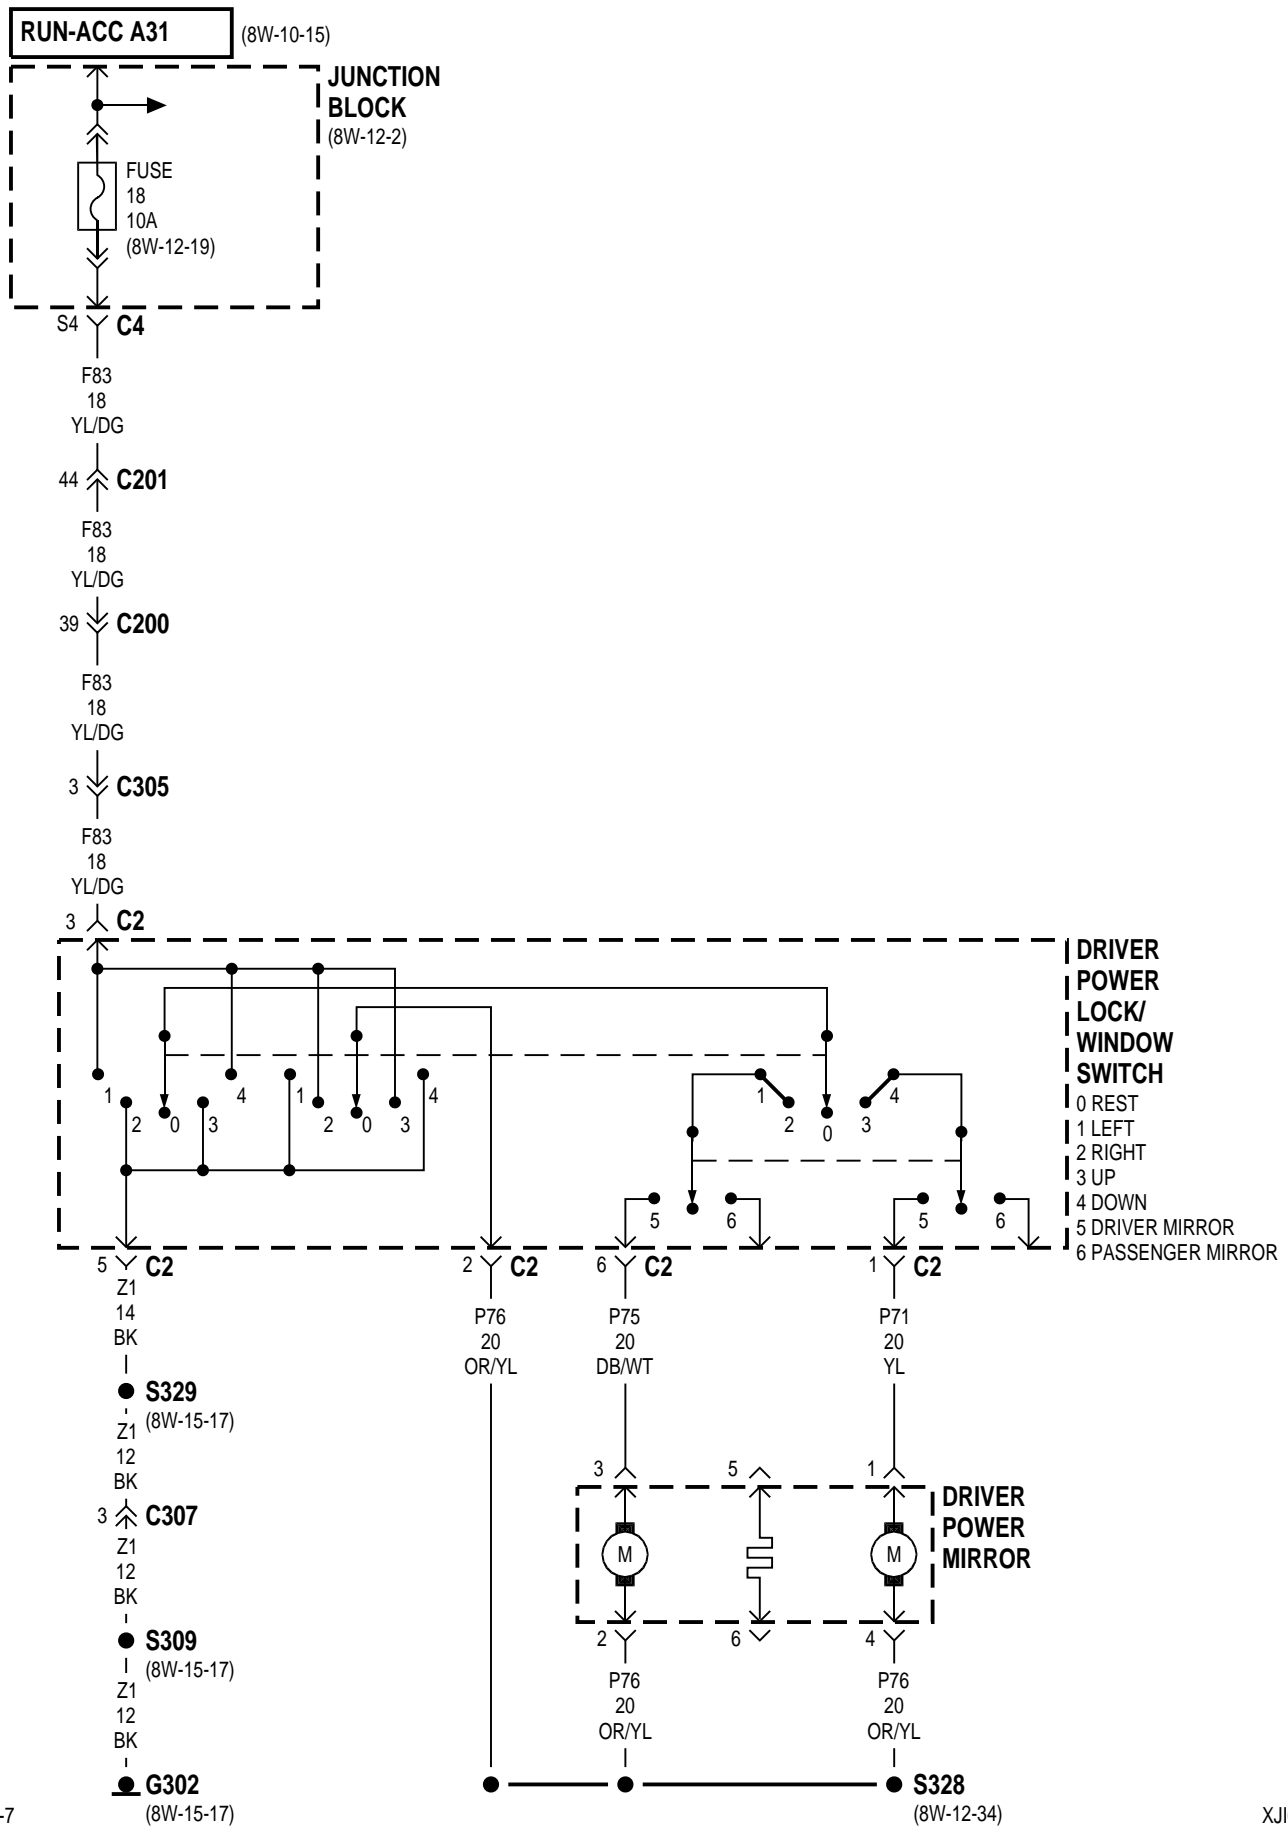 RUN-ACC A31
(8W-10-15)
JUNCTION
BLOCK
(8W-12-2)
FUSE
18
10A
(8W-12-19)
S4
C4
F83
18
YL/DG
44
C201
F83
18
YL/DG
39
C200
F83
18
YL/DG
3
C305
F83
18
YL/DG
3
C2
DRIVER
POWER
LOCK/
WINDOW
SWITCH
0 REST
1 LEFT
2 RIGHT
3 UP
4 DOWN
5 DRIVER MIRROR
6 PASSENGER MIRROR
1
2
0
3
4
1
2
0
3
4
1
2
0
3
4
5
6
5
6
5
C2
2
C2
6
C2
1
C2
Z1
14
BK
P76
20
OR/YL
P75
20
DB/WT
P71
20
YL
S329
(8W-15-17)
Z1
12
BK
3
C307
Z1
12
BK
S309
(8W-15-17)
Z1
12
BK
G302
(8W-15-17)
3
5
1
DRIVER
POWER
MIRROR
M
M
2
6
4
P76
20
OR/YL
P76
20
OR/YL
S328
(8W-12-34)
-7
XJI